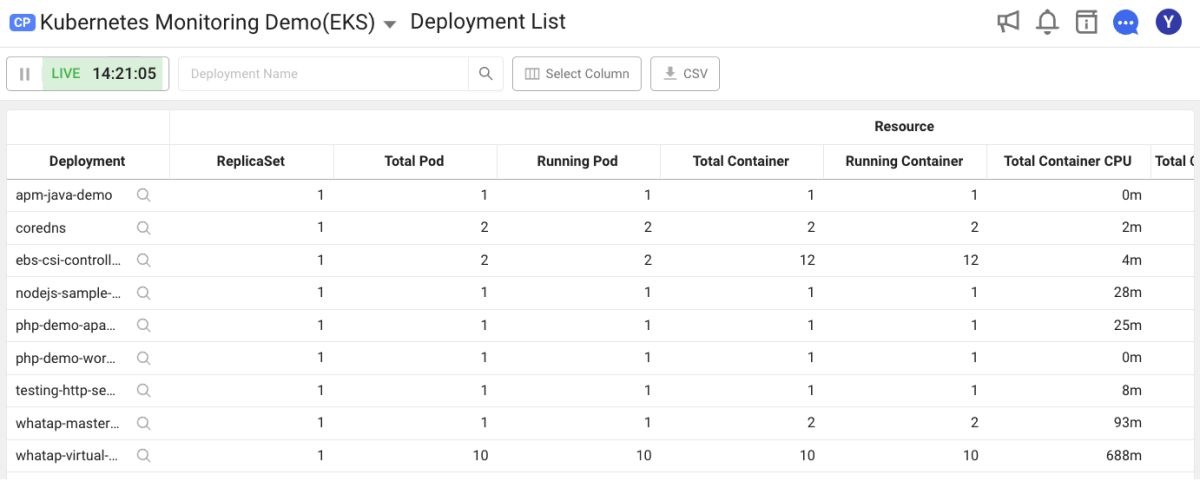 CP Kubernetes Monitoring Demo(EKS) Deployment List Y
LIVE 14:21:05 Deployment Name Select Column CSV
Resource
Deployment ReplicaSet Total Pod Running Pod Total Container Running Container Total Container CPU Total C
apm-java-demo 1 1 1 1 1 0m
coredns 1 2 2 2 2 2m
ebs-csi-controll... 1 2 2 12 12 4m
nodejs-sample-... 1 1 1 1 1 28m
php-demo-apa... 1 1 1 1 1 25m
php-demo-wor... 1 1 1 1 1 0m
testing-http-se... 1 1 1 1 1 8m
whatap-master... 1 1 1 2 2 93m
whatap-virtual-... 1 10 10 10 10 688m